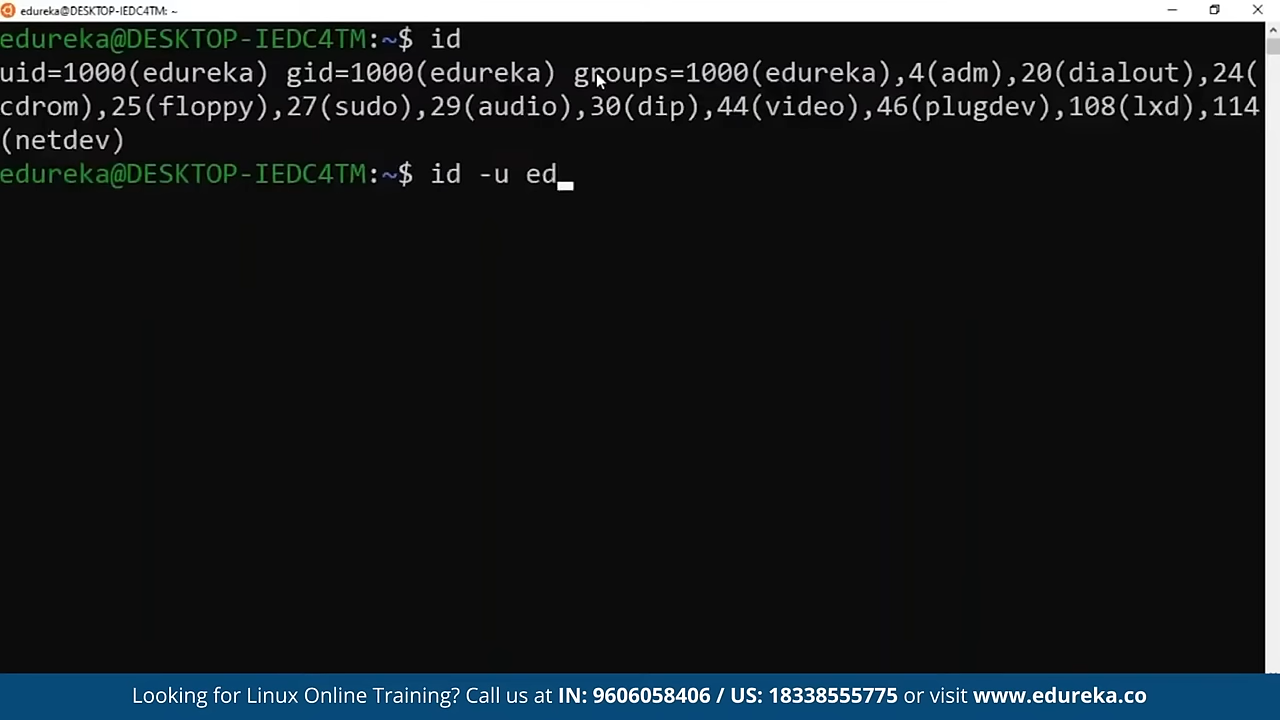 edureka@DESKTOP-IEDC4TM: ~
edureka@DESKTOP-IEDC4TM:~$ id
uid=1000(edureka) gid=1000(edureka) groups=1000(edureka),4(adm),20(dialout),24(
cdrom),25(floppy),27(sudo),29(audio),30(dip),44(video),46(plugdev),108(lxd),114
(netdev)
edureka@DESKTOP-IEDC4TM:~$ id -u ed
Looking for Linux Online Training? Call us at IN: 9606058406 / US: 18338555775 or visit www.edureka.co